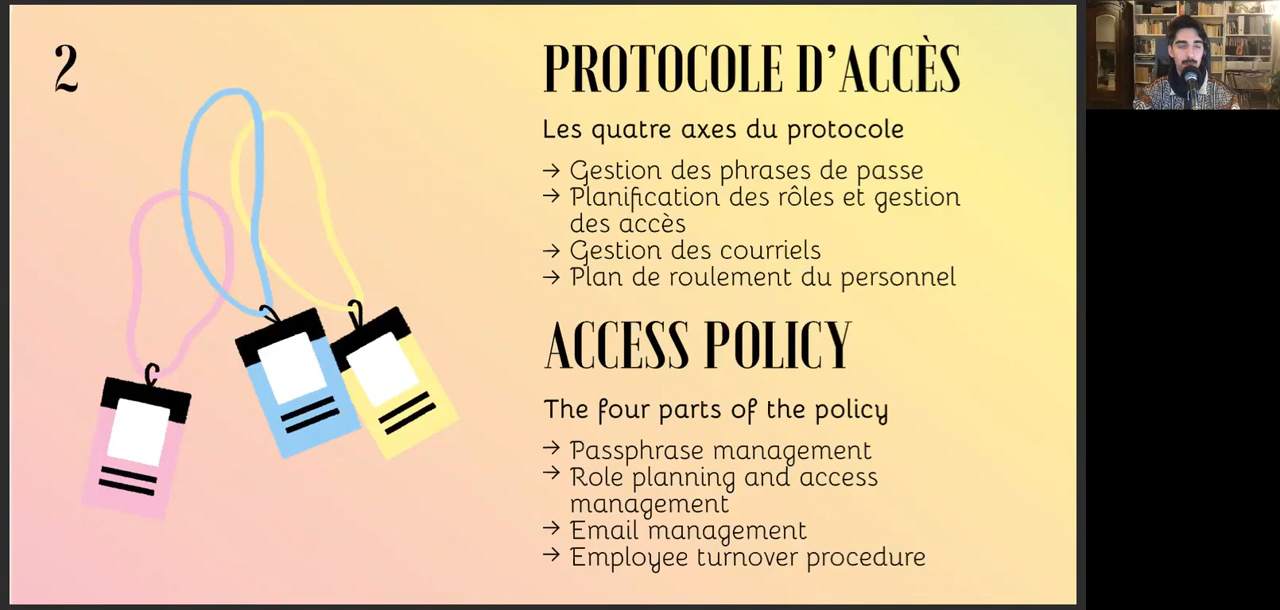 2
PROTOCOLE D’ACCÈS
Les quatre axes du protocole
→ Gestion des phrases de passe
→ Planification des rôles et gestion
des accès
→ Gestion des courriels
→ Plan de roulement du personnel
ACCESS POLICY
The four parts of the policy
→ Passphrase management
→ Role planning and access
management
→ Email management
→ Employee turnover procedure